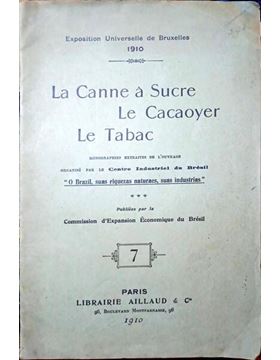 Exposition Universelle de Bruxelles
1910
La Canne à Sucre
Le Cacaoyer
Le Tabac
MONOGRAPHIES EXTRAITES DE L'OUVRAGE
ORGANISÉ PAR LE Centre Industriel du Brésil
"O Brazil, suas riquezas naturaes, suas industrias"
Publiées par la
Commission d'Expansion Économique du Brésil
7
PARIS
LIBRAIRIE AILLAUD & Cie
96, BOULEVARD MONTPARNASSE, 96
1910